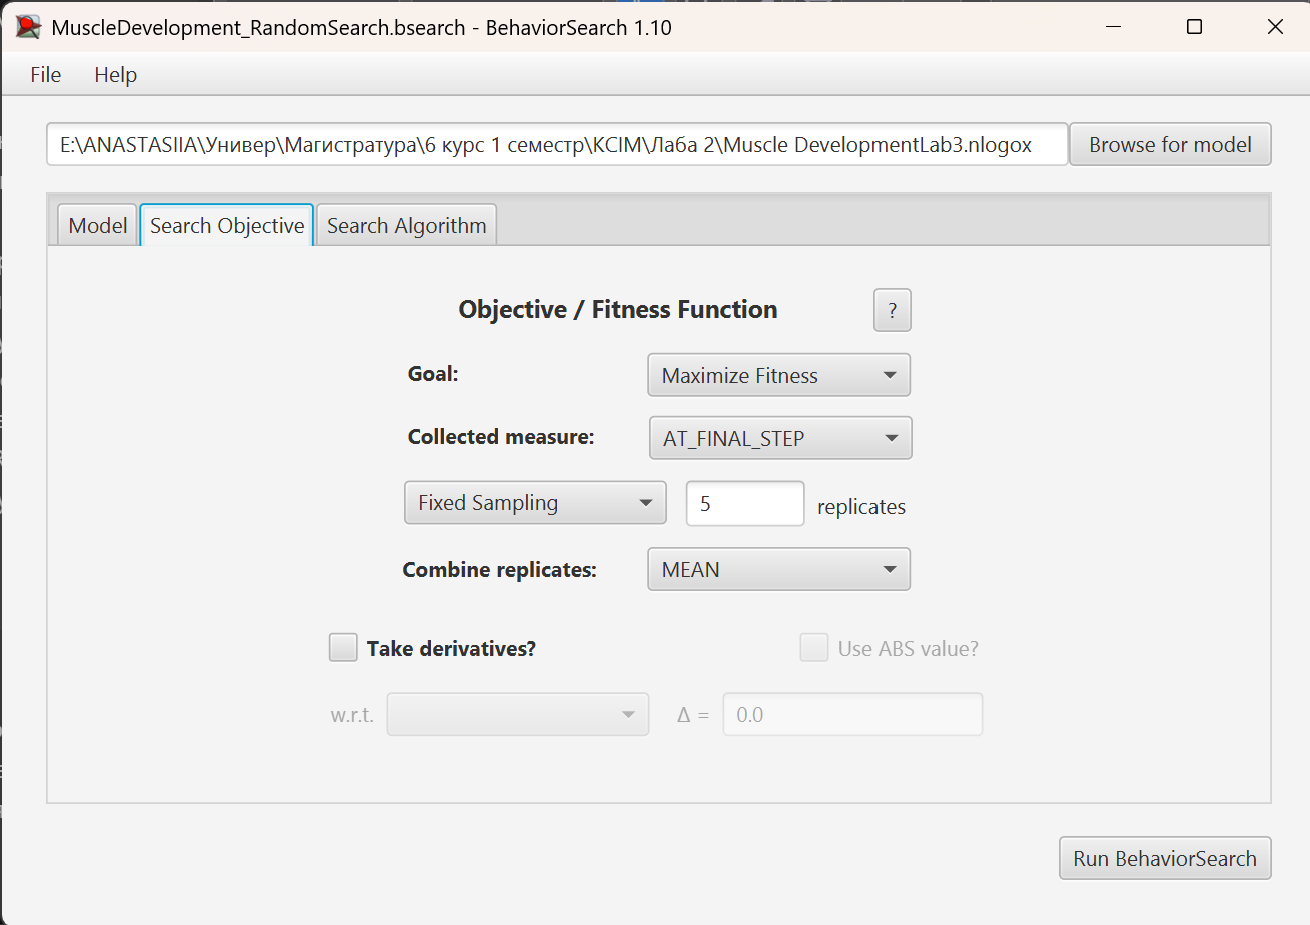 MuscleDevelopment_RandomSearch.bsearch - BehaviorSearch 1.10
File Help
E:\ANASTASIIA\Универ\Магистратура\6 курс 1 семестр\КСІМ\Лаба 2\Muscle DevelopmentLab3.nlogox Browse for model
Model Search Objective Search Algorithm
Objective / Fitness Function ?
Goal: Maximize Fitness
Collected measure: AT_FINAL_STEP
Fixed Sampling 5 replicates
Combine replicates: MEAN
Take derivatives? Use ABS value?
w.r.t. Δ = 0.0
Run BehaviorSearch